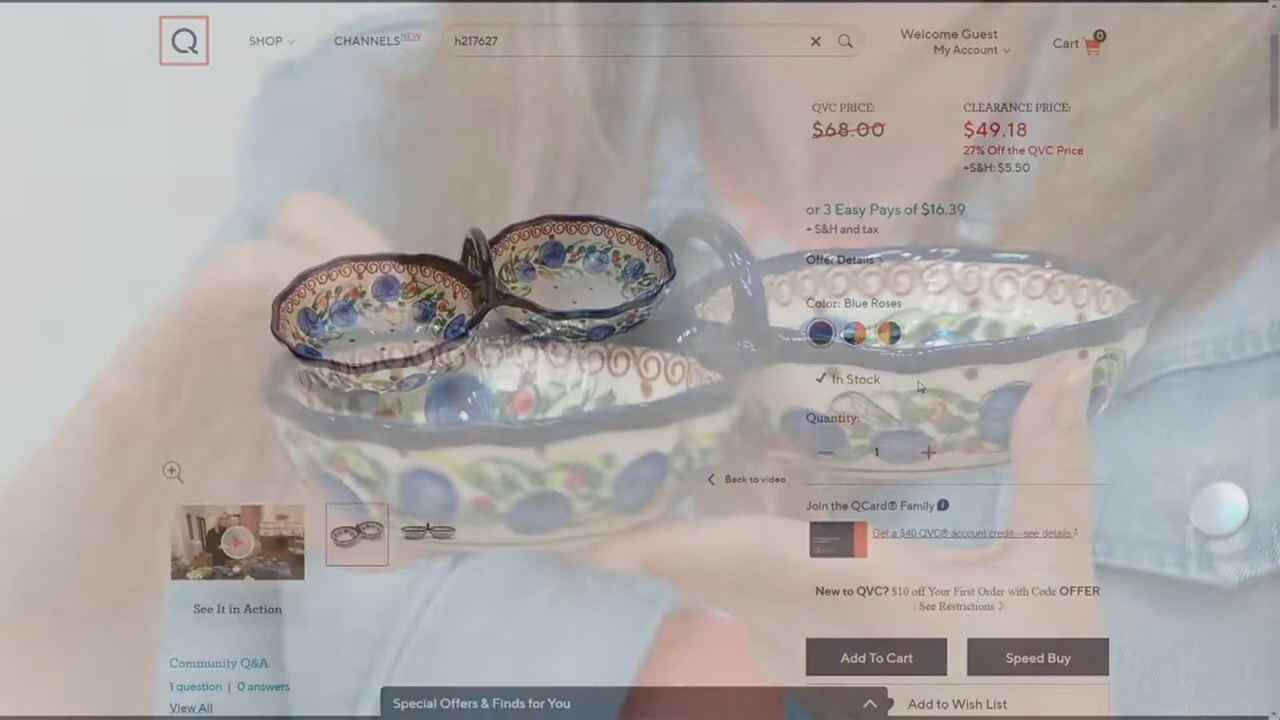 Q
SHOP
CHANNELS NEW
h217627
Welcome Guest
My Account
Cart 0
QVC PRICE:
$68.00
CLEARANCE PRICE:
$49.18
27% Off the QVC Price
+S&H: $5.50
or 3 Easy Pays of $16.39
+ S&H and tax
Offer Details
Color: Blue Roses
In Stock
Quantity:
1
Back to video
Join the QCard® Family
Get a $40 QVC® account credit—see details.
New to QVC? $10 off Your First Order with Code OFFER
| See Restrictions
See It in Action
Community Q&A
1 question | 0 answers
View All
Add To Cart
Speed Buy
Special Offers & Finds for You
Add to Wish List